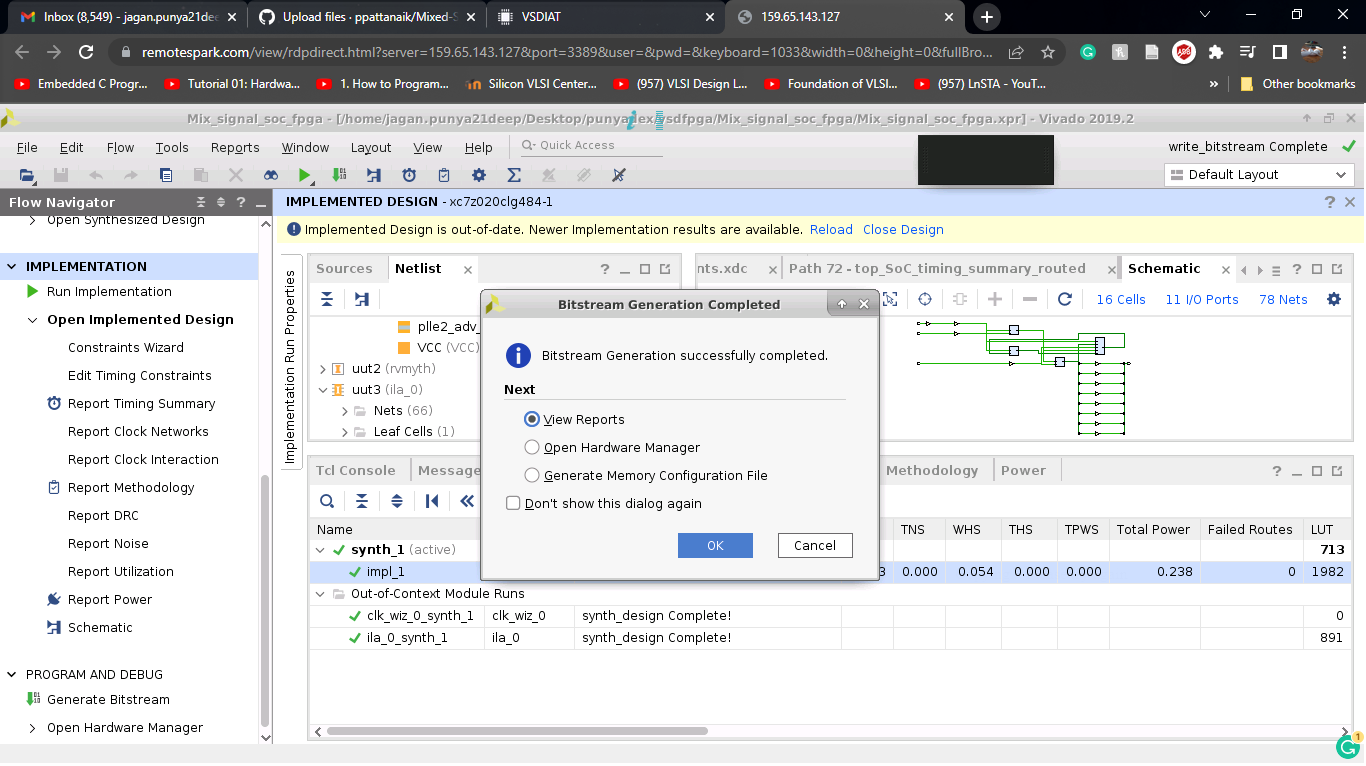 Inbox (8,549) - jagan.punya21dee
Upload files · ppattanaik/Mixed-S
VSDIAT
159.65.143.127
remotespark.com/view/rdpdirect.html?server=159.65.143.127&port=3389&user=&pwd=&keyboard=1033&width=0&height=0&fullBro...
Embedded C Progr...
Tutorial 01: Hardwa...
1. How to Program...
Silicon VLSI Center...
(957) VLSI Design L...
Foundation of VLSI...
(957) LnSTA - YouT...
Other bookmarks
Mix_signal_soc_fpga - [/home/jagan.punya21deep/Desktop/punyadex/vsdfpga/Mix_signal_soc_fpga/Mix_signal_soc_fpga.xpr] - Vivado 2019.2
File Edit Flow Tools Reports Window Layout View Help
Quick Access
write_bitstream Complete
Default Layout
Flow Navigator
IMPLEMENTED DESIGN - xc7z020clg484-1
Implemented Design is out-of-date. Newer Implementation results are available. Reload Close Design
Open Synthesized Design
IMPLEMENTATION
Run Implementation
Open Implemented Design
Constraints Wizard
Edit Timing Constraints
Report Timing Summary
Report Clock Networks
Report Clock Interaction
Report Methodology
Report DRC
Report Noise
Report Utilization
Report Power
Schematic
PROGRAM AND DEBUG
Generate Bitstream
Open Hardware Manager
Implementation Run Properties
Sources Netlist
plle2_adv_
VCC (VCC)
uut2 (rvmyth)
uut3 (ila_0)
Nets (66)
Leaf Cells (1)
nts.xdc
Path 72 - top_SoC_timing_summary_routed
Schematic
16 Cells 11 I/O Ports 78 Nets
Bitstream Generation Completed
Bitstream Generation successfully completed.
Next
View Reports
Open Hardware Manager
Generate Memory Configuration File
Don't show this dialog again
OK Cancel
Tcl Console Message
Methodology Power
Name TNS WHS THS TPWS Total Power Failed Routes LUT
synth_1 (active) 713
impl_1 3 0.000 0.054 0.000 0.000 0.238 0 1982
Out-of-Context Module Runs
clk_wiz_0_synth_1 clk_wiz_0 synth_design Complete! 0
ila_0_synth_1 ila_0 synth_design Complete! 891
1